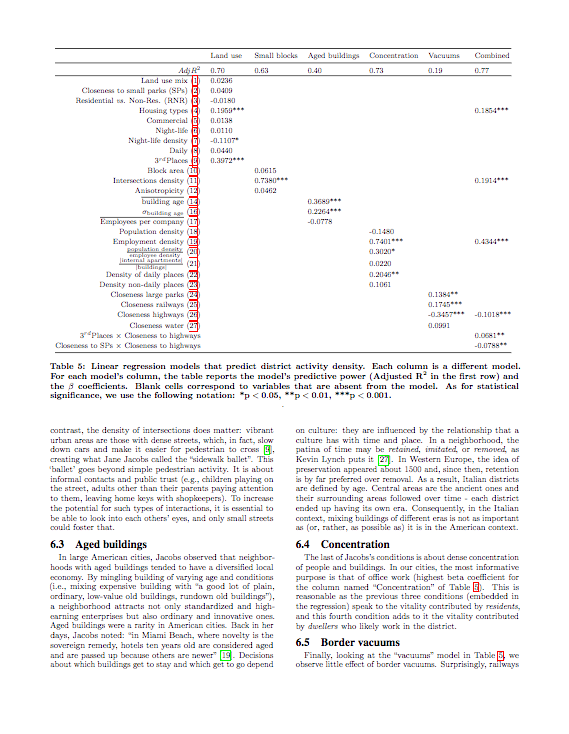 Land use Small blocks Aged buildings Concentration Vacuums Combined
Adj R² 0.70 0.63 0.40 0.73 0.19 0.77
Land use mix (1) 0.0236
Closeness to small parks (SPs) (2) 0.0409
Residential vs. Non-Res. (RNR) (3) -0.0180
Housing types (4) 0.1959*** 0.1854***
Commercial (5) 0.0138
Night-life (6) 0.0110
Night-life density (7) -0.1107*
Daily (8) 0.0440
3rdPlaces (9) 0.3972***
Block area (10) 0.0615
Intersections density (11) 0.7380*** 0.1914***
Anisotropicity (12) 0.0462
building age (14) 0.3689***
σbuilding age (16) 0.2264***
Employees per company (17) -0.0778
Population density (18) -0.1480
Employment density (19) 0.7401*** 0.4344***
population density
employee density (20) 0.3020*
|internal apartments|
|buildings| (21) 0.0220
Density of daily places (22) 0.2046**
Density non-daily places (23) 0.1061
Closeness large parks (24) 0.1384**
Closeness railways (25) 0.1745***
Closeness highways (26) -0.3457*** -0.1018***
Closeness water (27) 0.0991
3rdPlaces × Closeness to highways 0.0681**
Closeness to SPs × Closeness to highways -0.0788**
Table 5: Linear regression models that predict district activity density. Each column is a different model.
For each model's column, the table reports the model's predictive power (Adjusted R² in the first row) and
the β coefficients. Blank cells correspond to variables that are absent from the model. As for statistical
significance, we use the following notation: *p < 0.05, **p < 0.01, ***p < 0.001.
contrast, the density of intersections does matter: vibrant
urban areas are those with dense streets, which, in fact, slow
down cars and make it easier for pedestrian to cross [9],
creating what Jane Jacobs called the "sidewalk ballet". This
'ballet' goes beyond simple pedestrian activity. It is about
informal contacts and public trust (e.g., children playing on
the street, adults other than their parents paying attention
to them, leaving home keys with shopkeepers). To increase
the potential for such types of interactions, it is essential to
be able to look into each others' eyes, and only small streets
could foster that.
6.3 Aged buildings
In large American cities, Jacobs observed that neighbor-
hoods with aged buildings tended to have a diversified local
economy. By mingling building of varying age and conditions
(i.e., mixing expensive building with "a good lot of plain,
ordinary, low-value old buildings, rundown old buildings"),
a neighborhood attracts not only standardized and high-
earning enterprises but also ordinary and innovative ones.
Aged buildings were a rarity in American cities. Back in her
days, Jacobs noted: "in Miami Beach, where novelty is the
sovereign remedy, hotels ten years old are considered aged
and are passed up because others are newer" [19]. Decisions
about which buildings get to stay and which get to go depend
on culture: they are influenced by the relationship that a
culture has with time and place. In a neighborhood, the
patina of time may be retained, imitated, or removed, as
Kevin Lynch puts it [27]. In Western Europe, the idea of
preservation appeared about 1500 and, since then, retention
is by far preferred over removal. As a result, Italian districts
are defined by age. Central areas are the ancient ones and
their surrounding areas followed over time - each district
ended up having its own era. Consequently, in the Italian
context, mixing buildings of different eras is not as important
as (or, rather, as possible as) it is in the American context.
6.4 Concentration
The last of Jacobs's conditions is about dense concentration
of people and buildings. In our cities, the most informative
purpose is that of office work (highest beta coefficient for
the column named "Concentration" of Table 5). This is
reasonable as the previous three conditions (embedded in
the regression) speak to the vitality contributed by residents,
and this fourth condition adds to it the vitality contributed
by dwellers who likely work in the district.
6.5 Border vacuums
Finally, looking at the "vacuums" model in Table 5, we
observe little effect of border vacuums. Surprisingly, railways